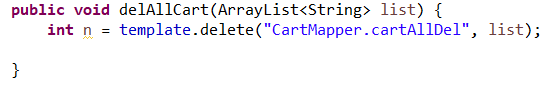 public void delAllCart(ArrayList<String> list) {
    int n = template.delete("CartMapper.cartAllDel", list);
}